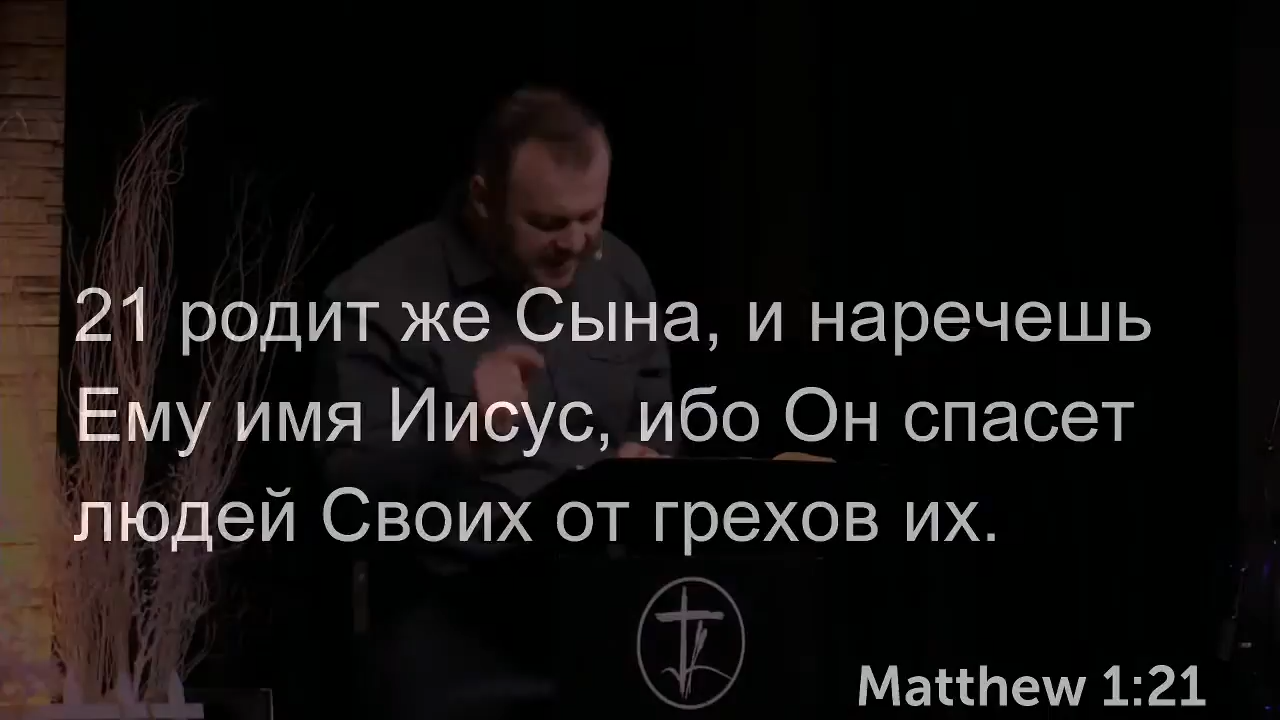 21 родит же Сына, и наречешь
Ему имя Иисус, ибо Он спасет
людей Своих от грехов их.
Matthew 1:21